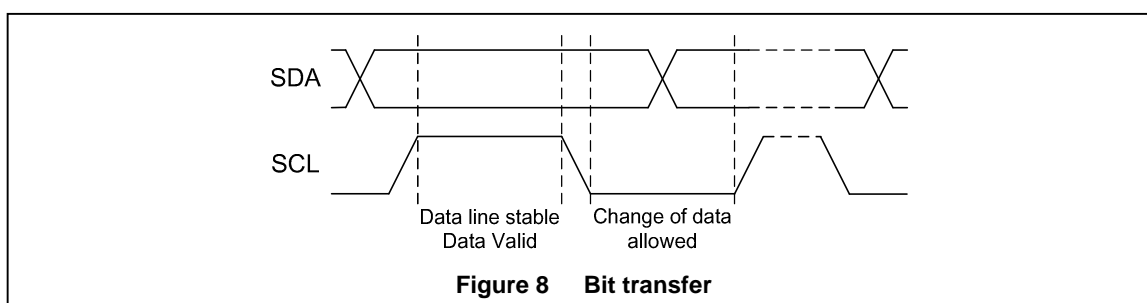 SDA
SCL
Data line stable
Data Valid
Change of data
allowed
Figure 8 Bit transfer